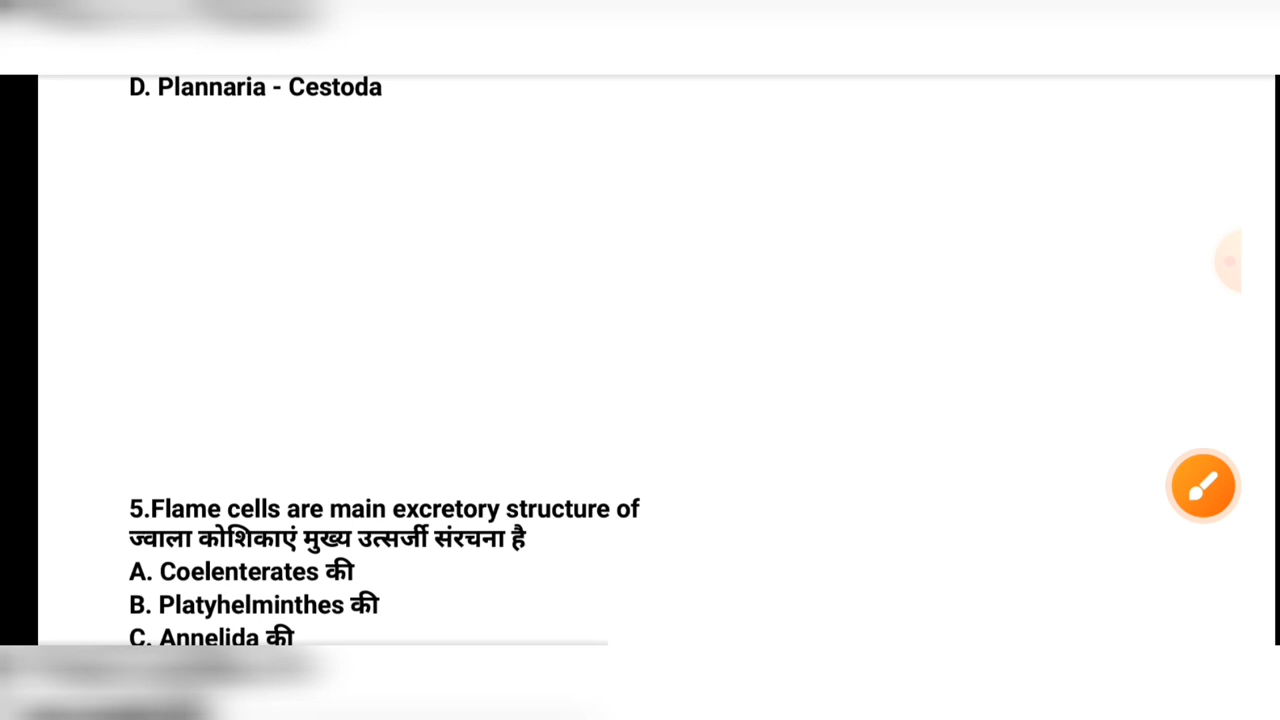 D. Plannaria - Cestoda
5.Flame cells are main excretory structure of
ज्वाला कोशिकाएं मुख्य उत्सर्जी संरचना है
A. Coelenterates की
B. Platyhelminthes की
C. Annelida की